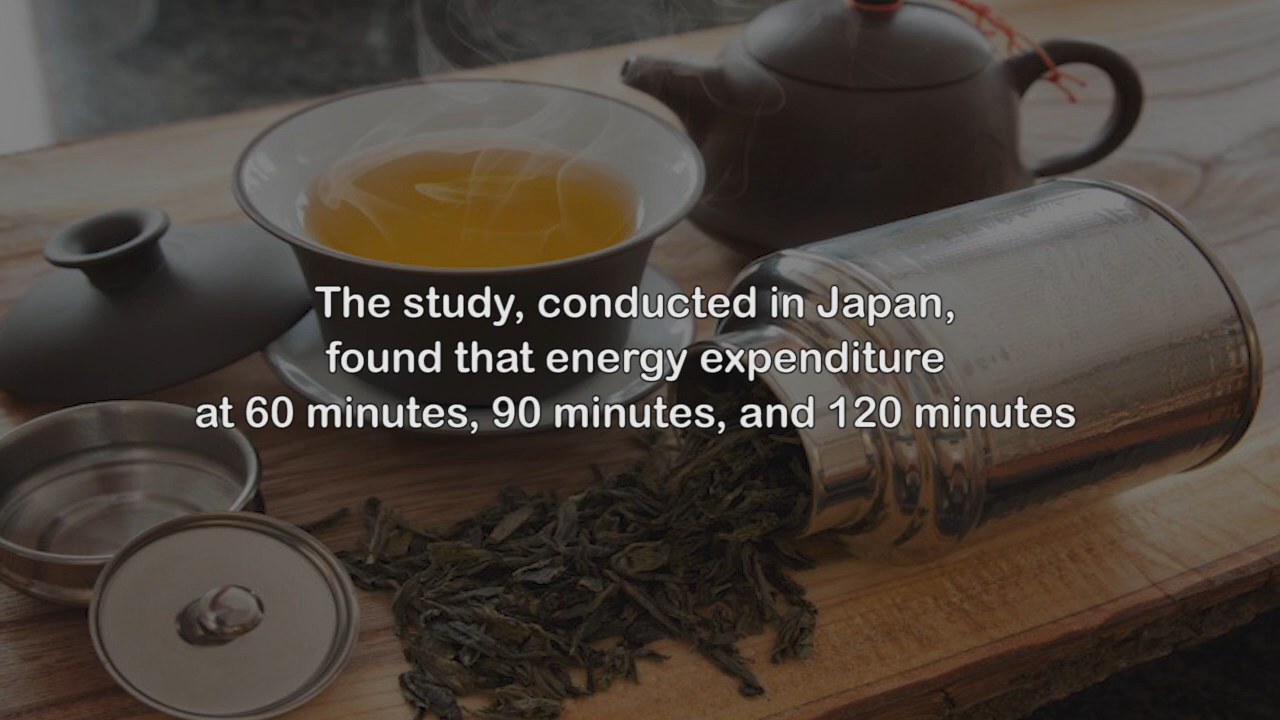 The study, conducted in Japan,
found that energy expenditure
at 60 minutes, 90 minutes, and 120 minutes